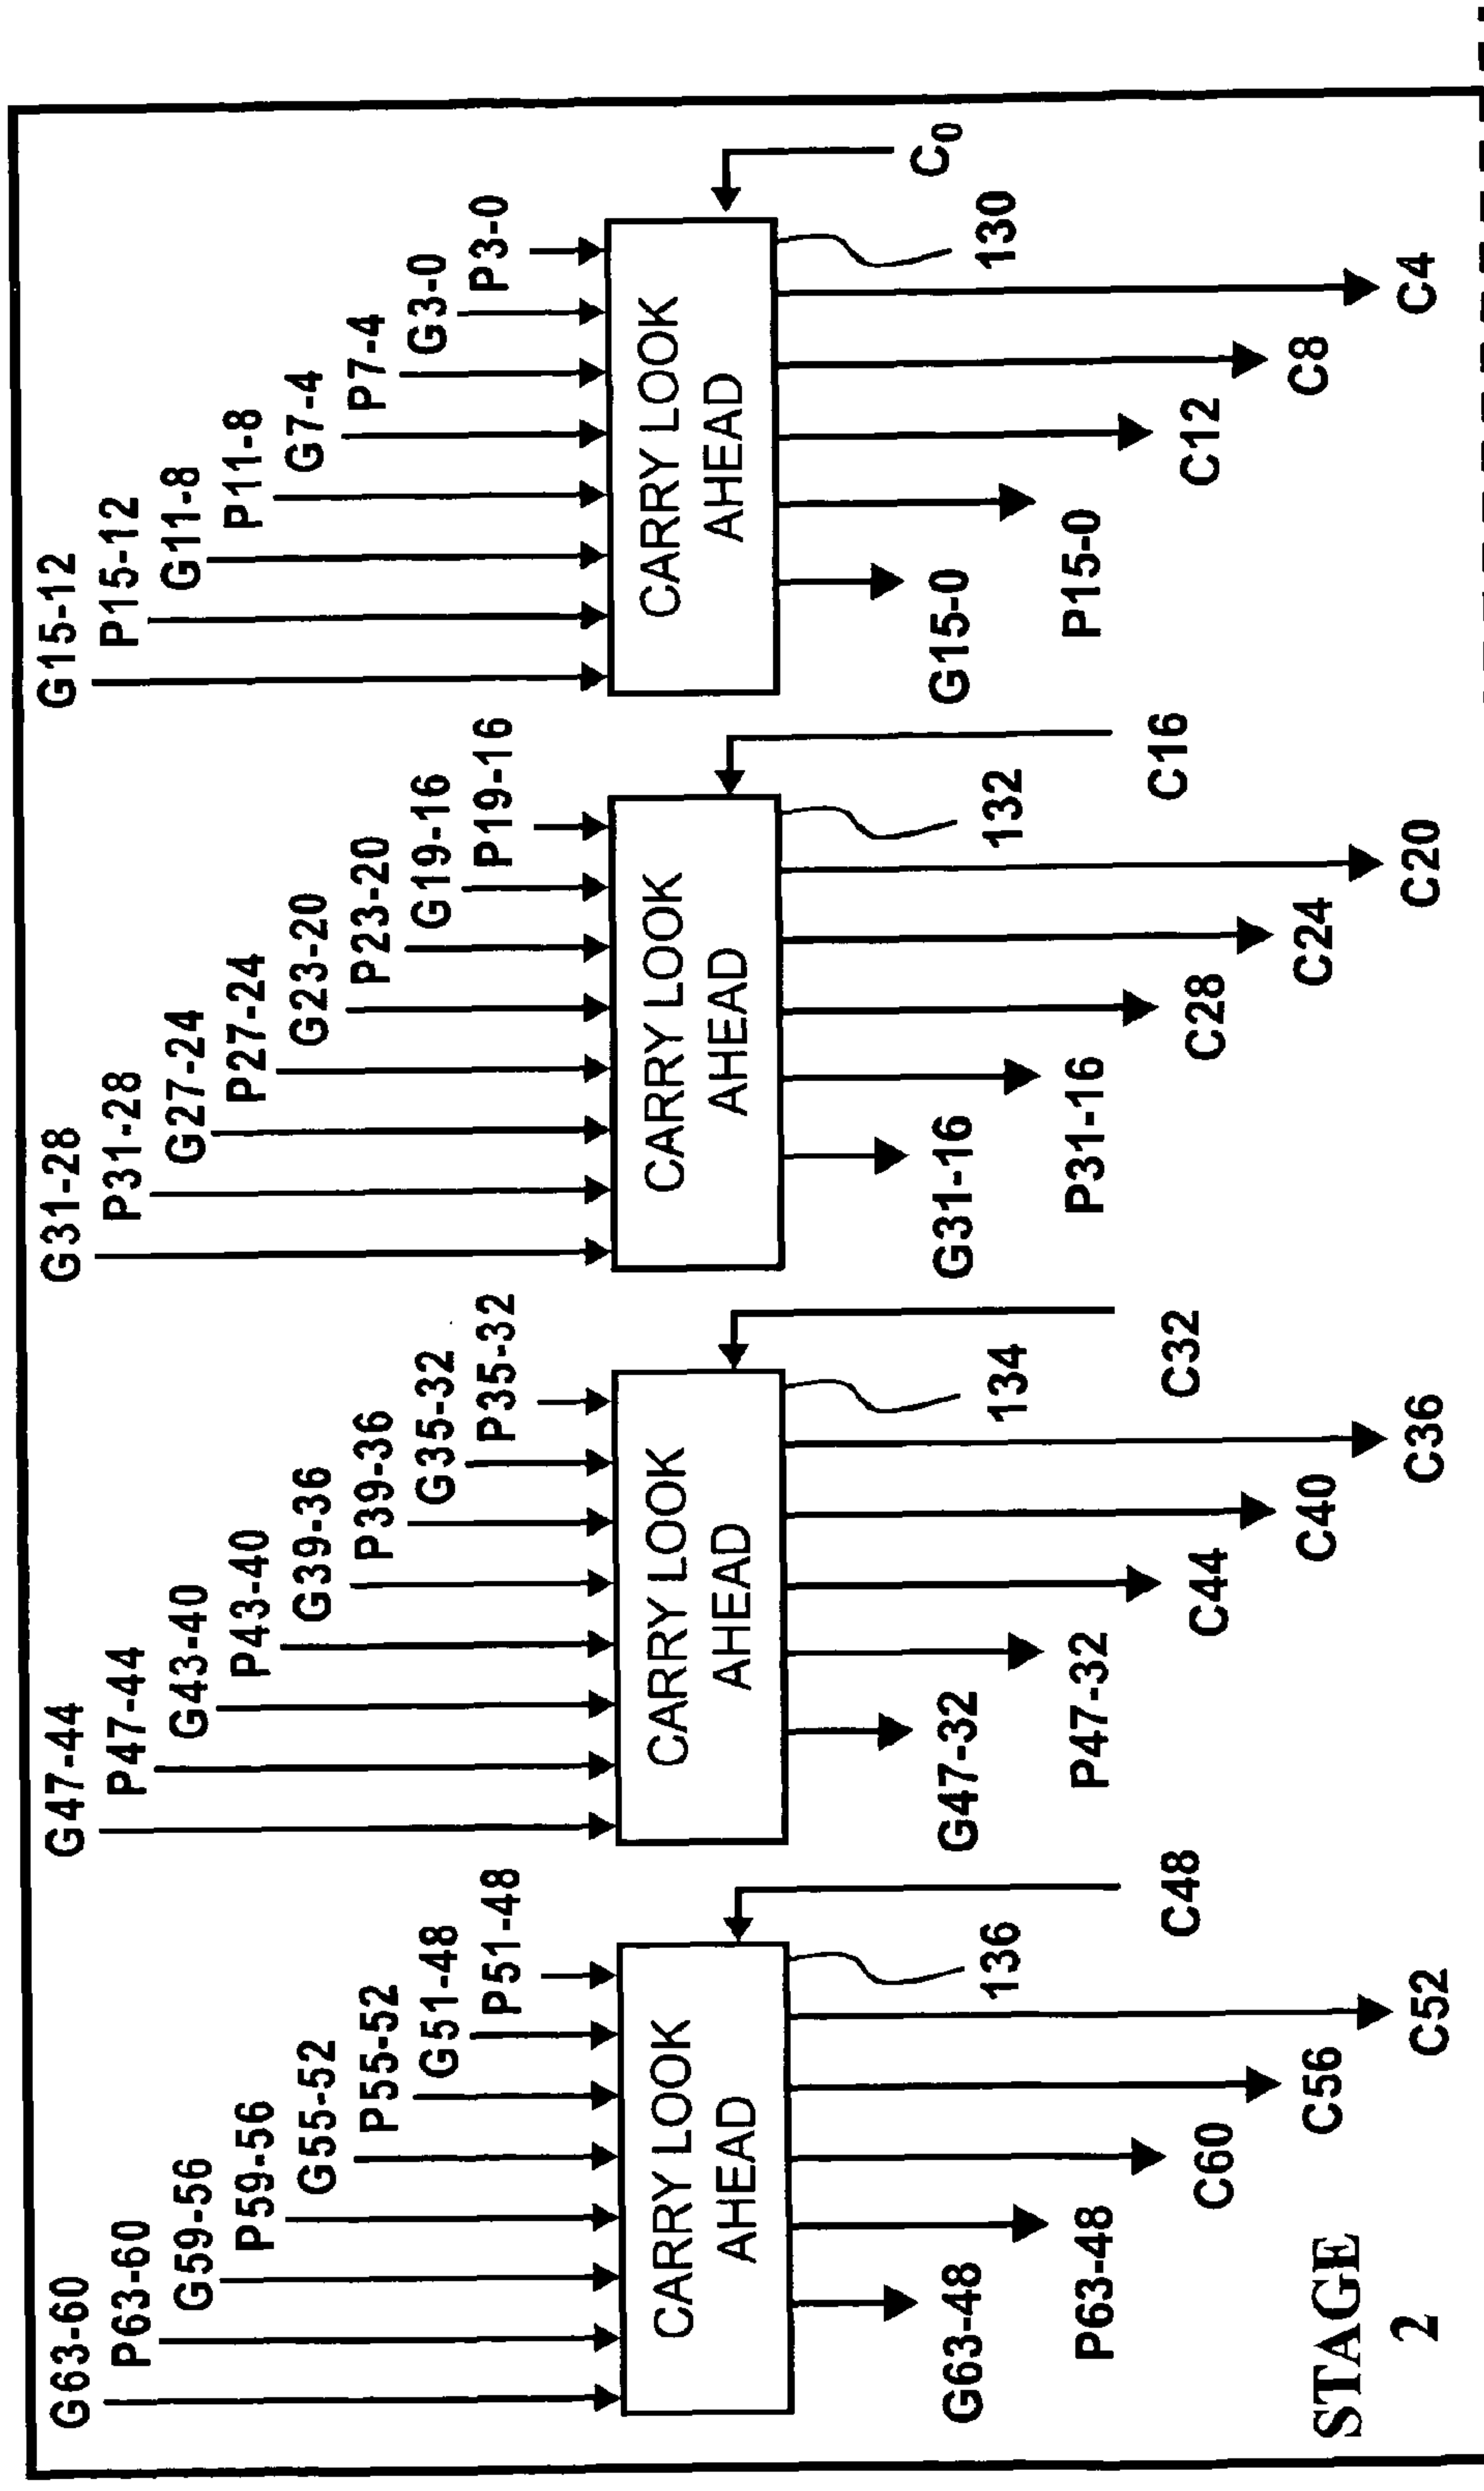 G63-60
P63-60
G59-56
P59-56
G55-52
P55-52
G51-48
P51-48
CARRY LOOK
AHEAD
136
C48
G63-48
P63-48
C60
C56
C52
G47-44
P47-44
G43-40
P43-40
G39-36
P39-36
G35-32
P35-32
CARRY LOOK
AHEAD
134
C32
G47-32
P47-32
C44
C40
C36
G31-28
P31-28
G27-24
P27-24
G23-20
P23-20
G19-16
P19-16
CARRY LOOK
AHEAD
132
C16
G31-16
P31-16
C28
C24
C20
G15-12
P15-12
G11-8
P11-8
G7-4
P7-4
G3-0
P3-0
CARRY LOOK
AHEAD
C0
130
G15-0
P15-0
C12
C8
C4
STAGE
2